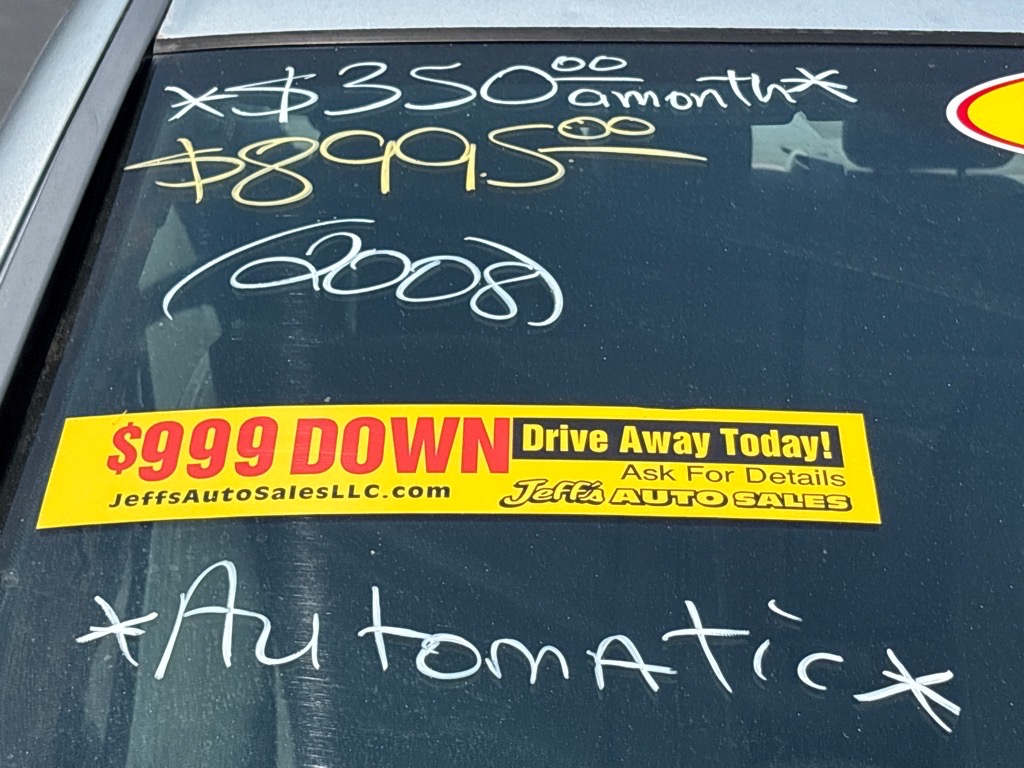 *$350.00 a month*
$8995.00
(2008)
$999 DOWN Drive Away Today!
Ask For Details
JeffsAutoSalesLLC.com Jeff's AUTO SALES
*Automatic*